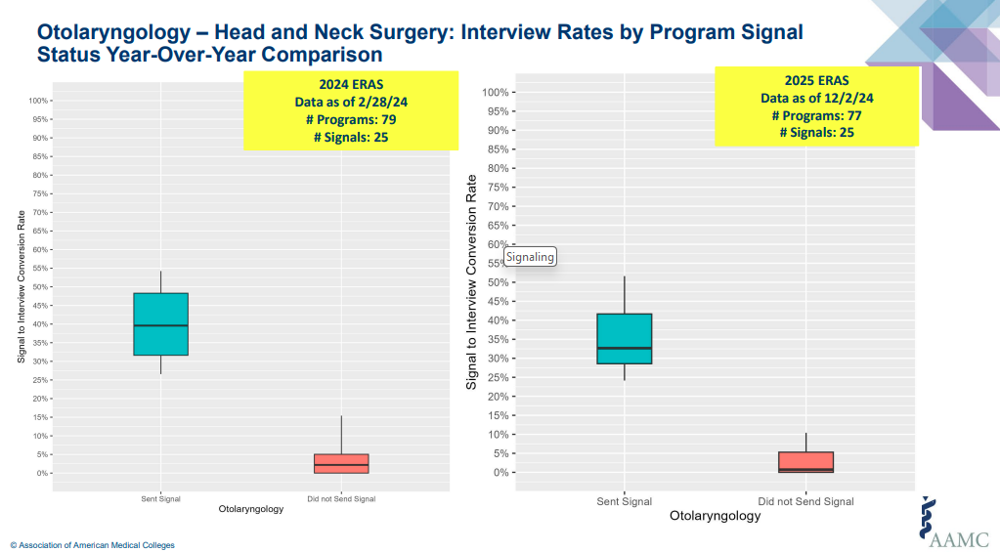 Otolaryngology – Head and Neck Surgery: Interview Rates by Program Signal
Status Year-Over-Year Comparison
2024 ERAS
Data as of 2/28/24
# Programs: 79
# Signals: 25
Signal to Interview Conversion Rate
100%
95%
90%
85%
80%
75%
70%
65%
60%
55%
50%
45%
40%
35%
30%
25%
20%
15%
10%
5%
0%
Sent Signal Did not Send Signal
Otolaryngology
2025 ERAS
Data as of 12/2/24
# Programs: 77
# Signals: 25
Signal to Interview Conversion Rate
100%
95%
90%
85%
80%
75%
70%
65%
60%
55%
Signaling
50%
45%
40%
35%
30%
25%
20%
15%
10%
5%
0%
Sent Signal Did not Send Signal
Otolaryngology
© Association of American Medical Colleges
AAMC